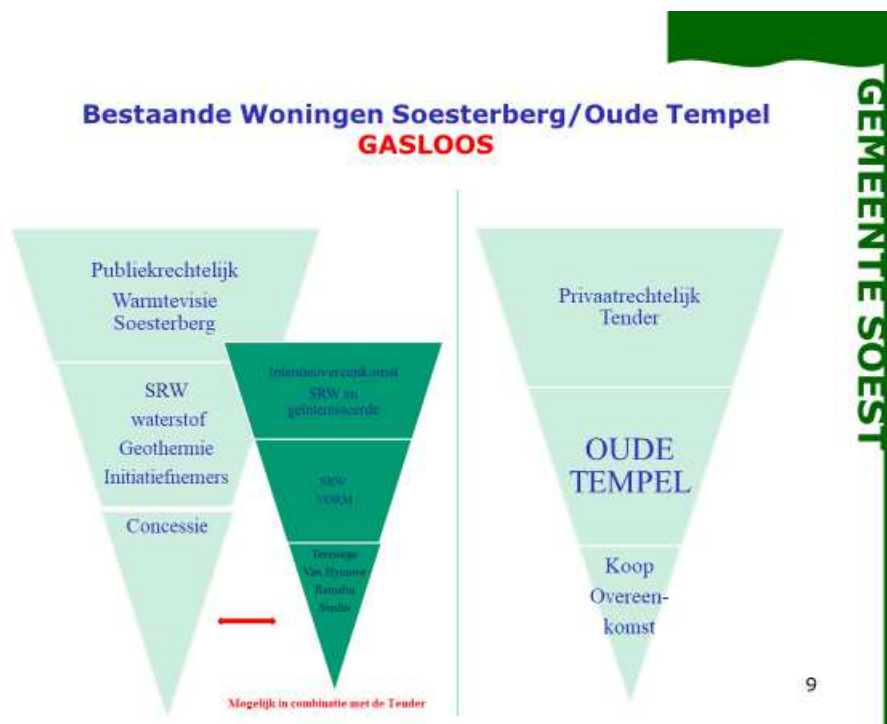 Bestaande Woningen Soesterberg/Oude Tempel
GASLOOS
GEMEENTE SOEST
Publiekrechtelijk
Warmtevisie
Soesterberg
SRW
waterstof
Geothermie
Initiatiefnemers
Concessie
Intentieovereenkomst
SRW en
geïnteresseerde
SRW
VORM
Stedin
Mogelijk in combinatie met de Tender
Privaatrechtelijk
Tender
OUDE
TEMPEL
Koop
Overeen-
komst
9